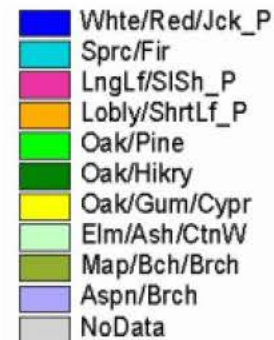 Whte/Red/Jck_P
Sprc/Fir
LngLf/SlSh_P
Lobly/ShrtLf_P
Oak/Pine
Oak/Hikry
Oak/Gum/Cypr
Elm/Ash/CtnW
Map/Bch/Brch
Aspn/Brch
NoData